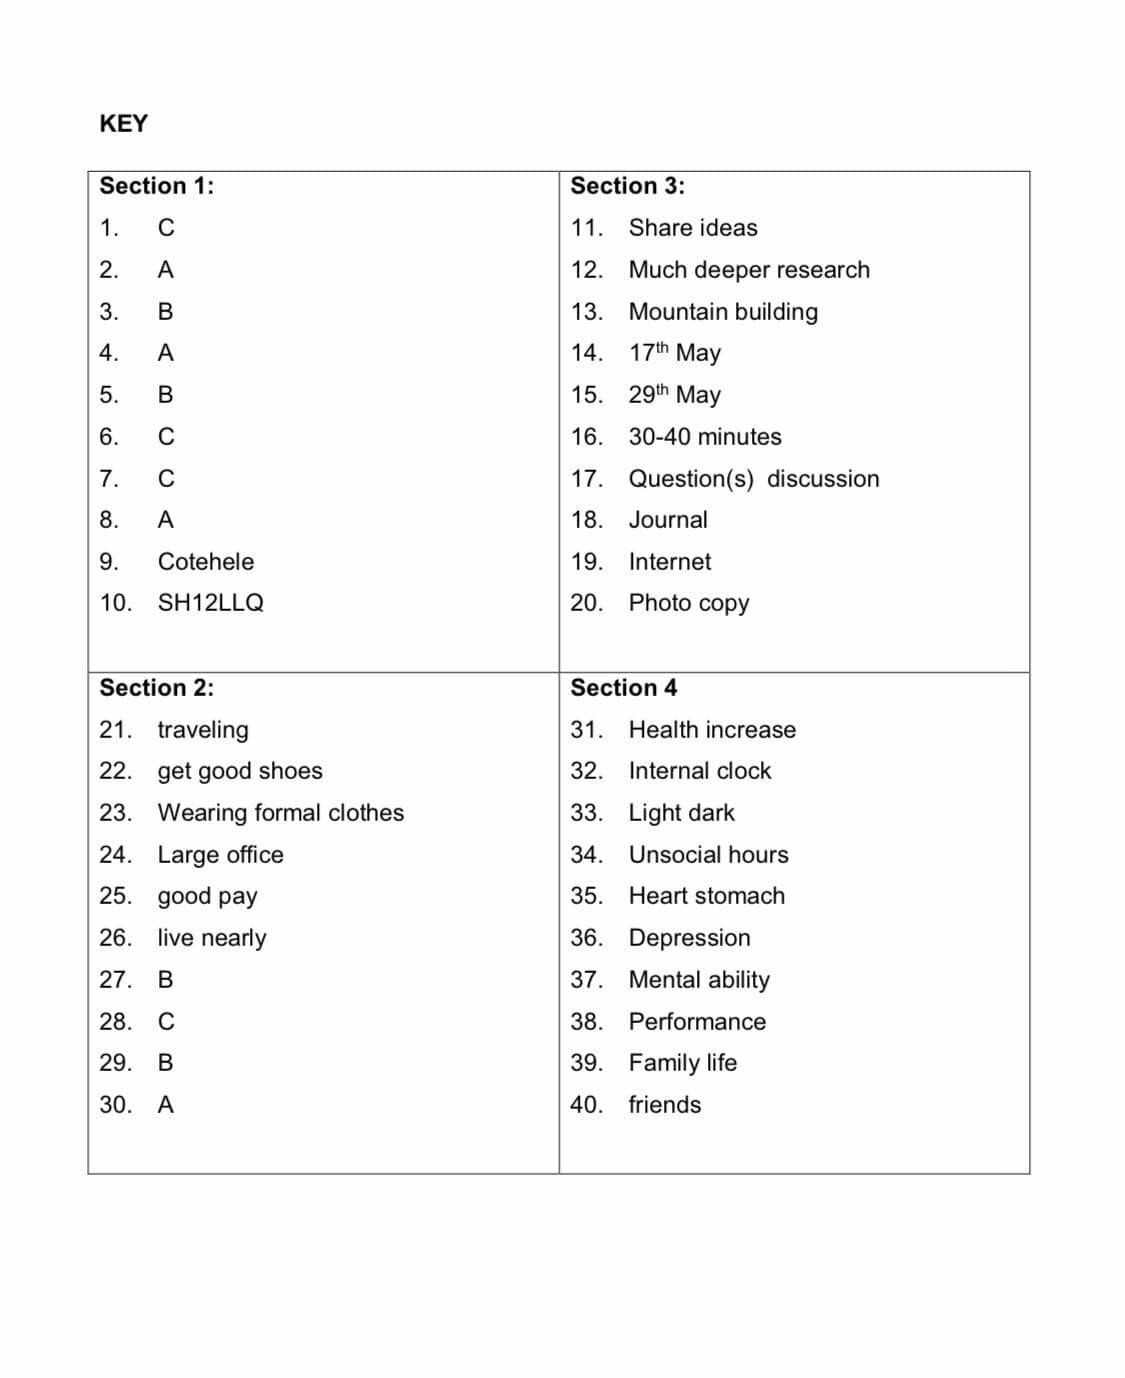 KEY
Section 1:
1. C
2. A
3. B
4. A
5. B
6. C
7. C
8. A
9. Cotehele
10. SH12LLQ
Section 3:
11. Share ideas
12. Much deeper research
13. Mountain building
14. 17th May
15. 29th May
16. 30-40 minutes
17. Question(s) discussion
18. Journal
19. Internet
20. Photo copy
Section 2:
21. traveling
22. get good shoes
23. Wearing formal clothes
24. Large office
25. good pay
26. live nearly
27. B
28. C
29. B
30. A
Section 4
31. Health increase
32. Internal clock
33. Light dark
34. Unsocial hours
35. Heart stomach
36. Depression
37. Mental ability
38. Performance
39. Family life
40. friends